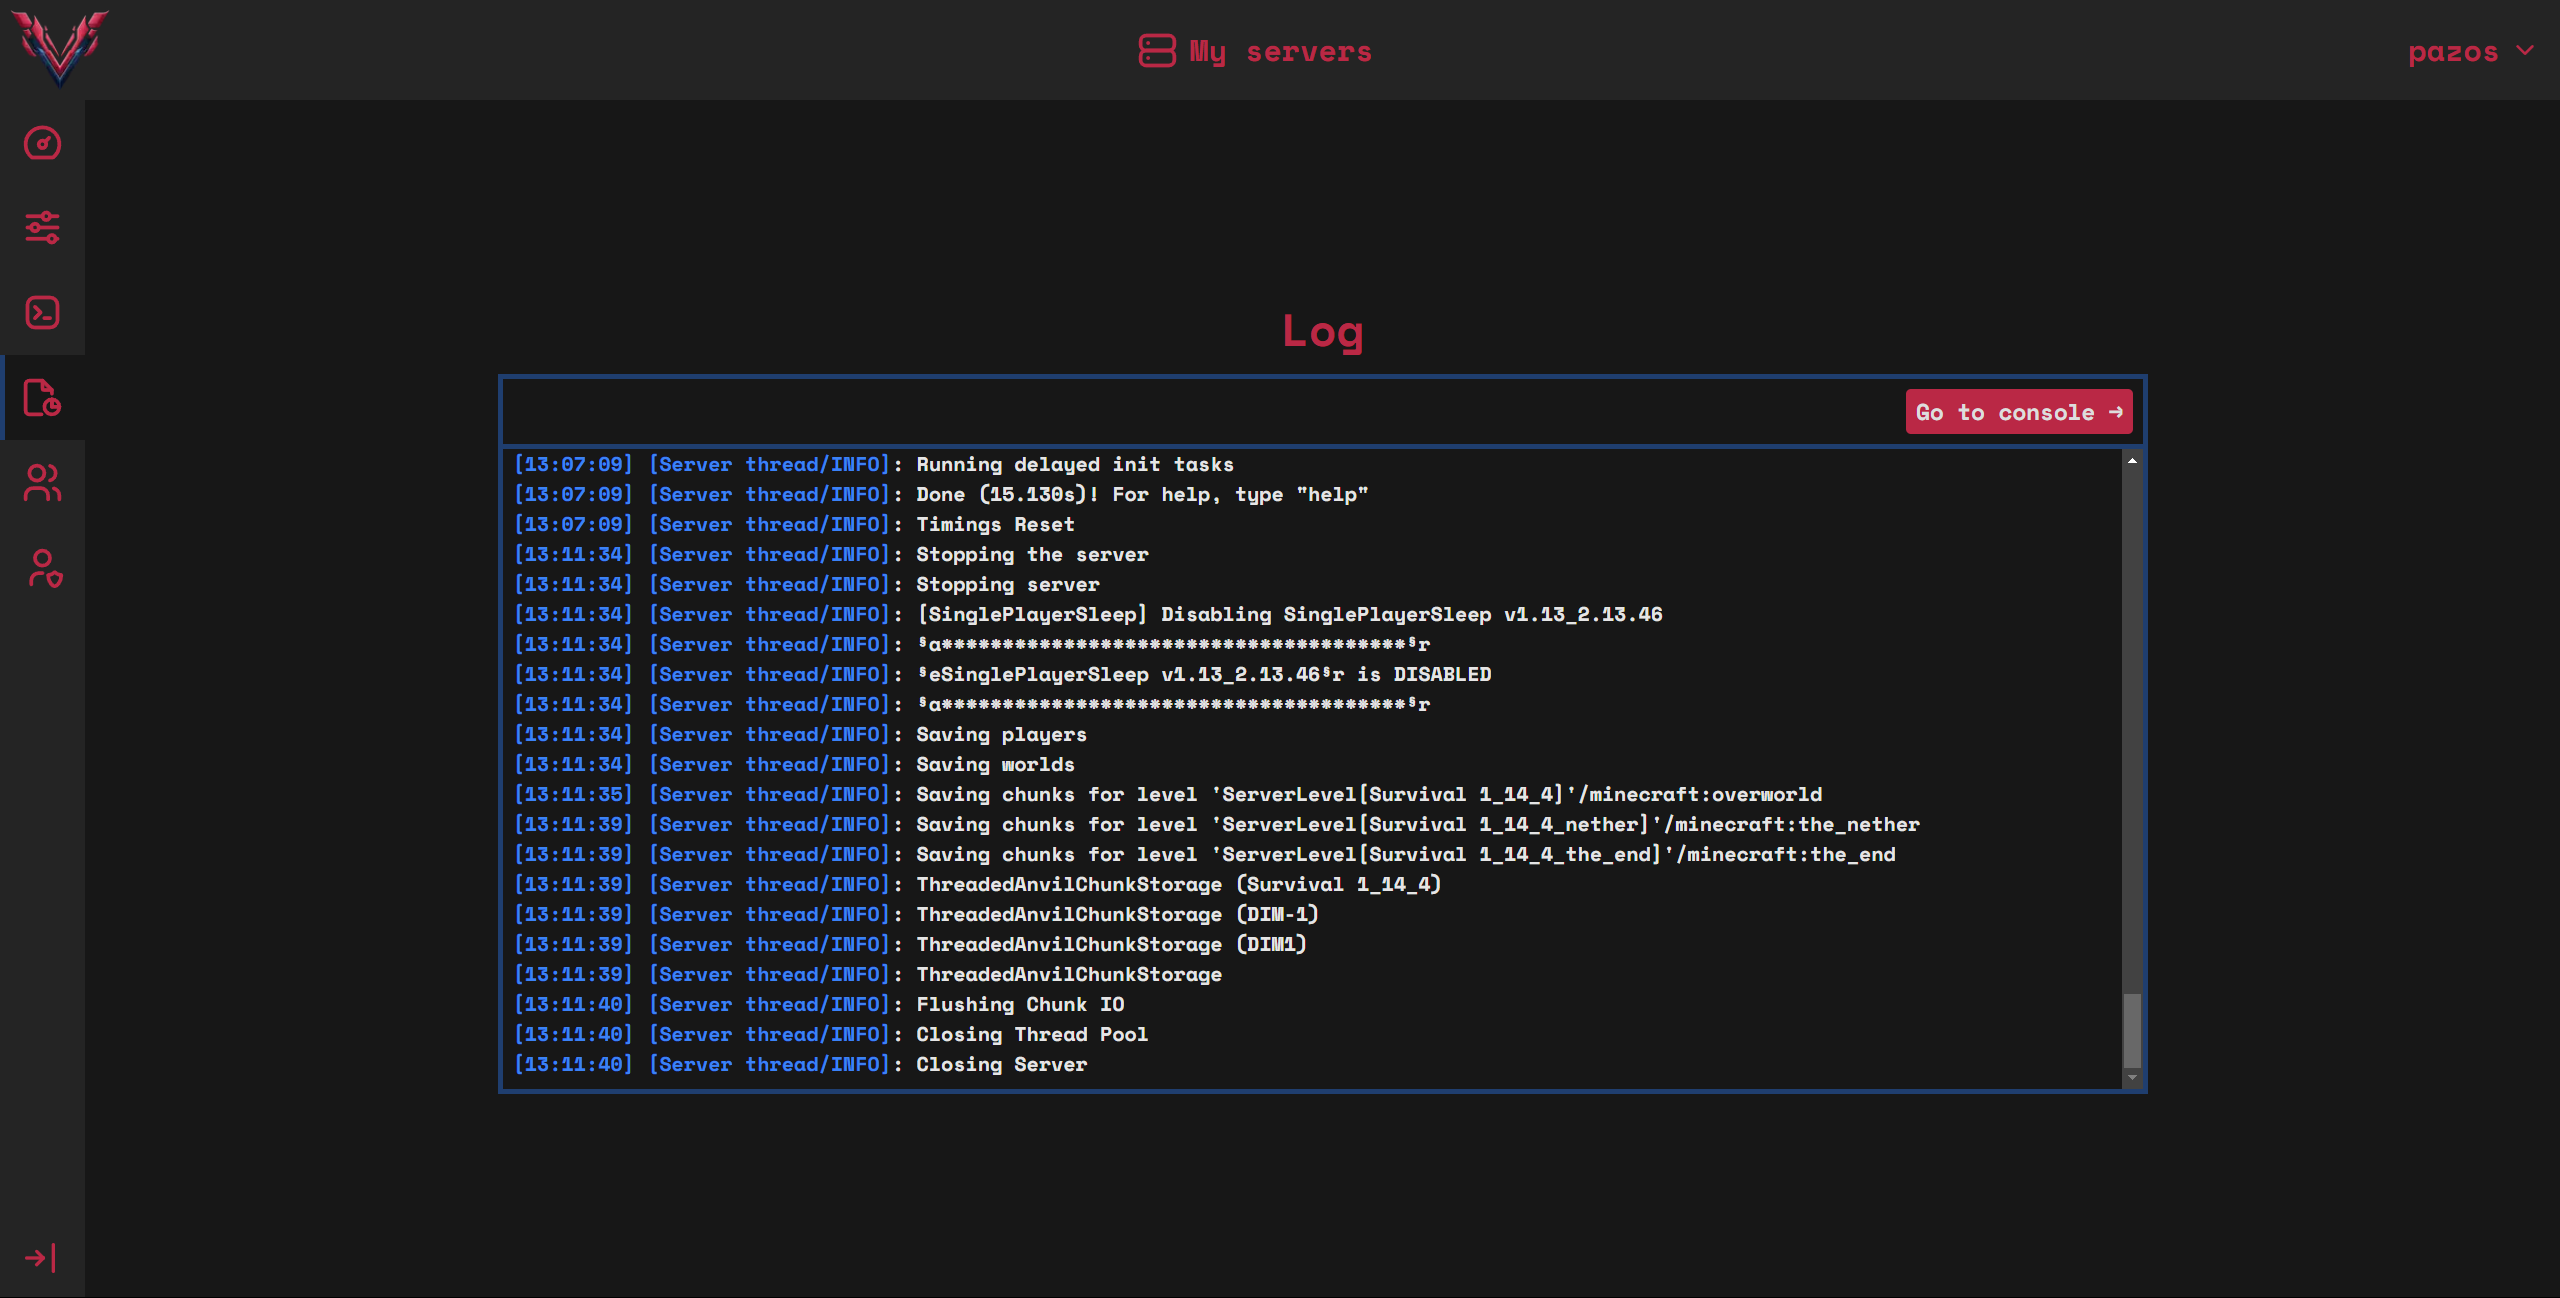 My servers
pazos
Log
Go to console →
[13:07:09] [Server thread/INFO]: Running delayed init tasks
[13:07:09] [Server thread/INFO]: Done (15.130s)! For help, type "help"
[13:07:09] [Server thread/INFO]: Timings Reset
[13:11:34] [Server thread/INFO]: Stopping the server
[13:11:34] [Server thread/INFO]: Stopping server
[13:11:34] [Server thread/INFO]: [SinglePlayerSleep] Disabling SinglePlayerSleep v1.13_2.13.46
[13:11:34] [Server thread/INFO]: §a**************************************§r
[13:11:34] [Server thread/INFO]: §eSinglePlayerSleep v1.13_2.13.46§r is DISABLED
[13:11:34] [Server thread/INFO]: §a**************************************§r
[13:11:34] [Server thread/INFO]: Saving players
[13:11:34] [Server thread/INFO]: Saving worlds
[13:11:35] [Server thread/INFO]: Saving chunks for level 'ServerLevel[Survival 1_14_4]'/minecraft:overworld
[13:11:39] [Server thread/INFO]: Saving chunks for level 'ServerLevel[Survival 1_14_4_nether]'/minecraft:the_nether
[13:11:39] [Server thread/INFO]: Saving chunks for level 'ServerLevel[Survival 1_14_4_the_end]'/minecraft:the_end
[13:11:39] [Server thread/INFO]: ThreadedAnvilChunkStorage (Survival 1_14_4)
[13:11:39] [Server thread/INFO]: ThreadedAnvilChunkStorage (DIM-1)
[13:11:39] [Server thread/INFO]: ThreadedAnvilChunkStorage (DIM1)
[13:11:39] [Server thread/INFO]: ThreadedAnvilChunkStorage
[13:11:40] [Server thread/INFO]: Flushing Chunk IO
[13:11:40] [Server thread/INFO]: Closing Thread Pool
[13:11:40] [Server thread/INFO]: Closing Server